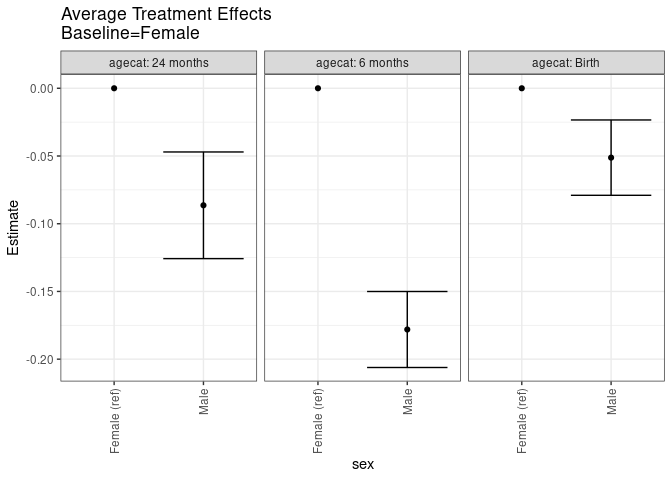 Average Treatment Effects
Baseline=Female
agecat: 24 months
agecat: 6 months
agecat: Birth
0.00
-0.05
-0.10
-0.15
-0.20
Estimate
Female (ref)
Male
Female (ref)
Male
Female (ref)
Male
sex